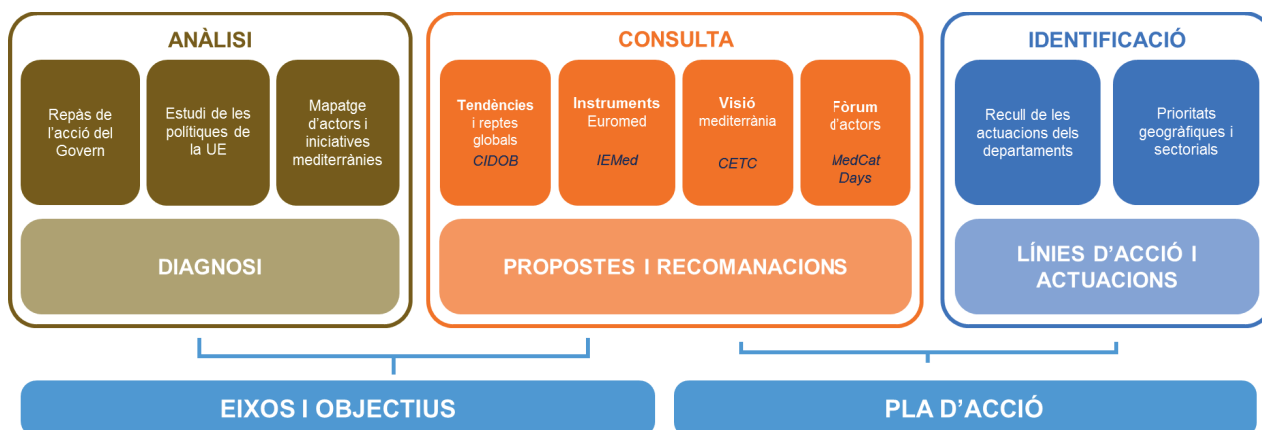 ANÀLISI
Repàs de
l'acció del
Govern
Estudi de les
polítiques de
la UE
Mapatge
d'actors i
iniciatives
mediterrànies
DIAGNOSI
CONSULTA
Tendències
i reptes
globals
CIDOB
Instruments
Euromed
IEMed
Visió
mediterrània
CETC
Fòrum
d'actors
MedCat
Days
PROPOSTES I RECOMANACIONS
IDENTIFICACIÓ
Recull de les
actuacions dels
departaments
Prioritats
geogràfiques i
sectorials
LÍNIES D'ACCIÓ I
ACTUACIONS
EIXOS I OBJECTIUS
PLA D'ACCIÓ